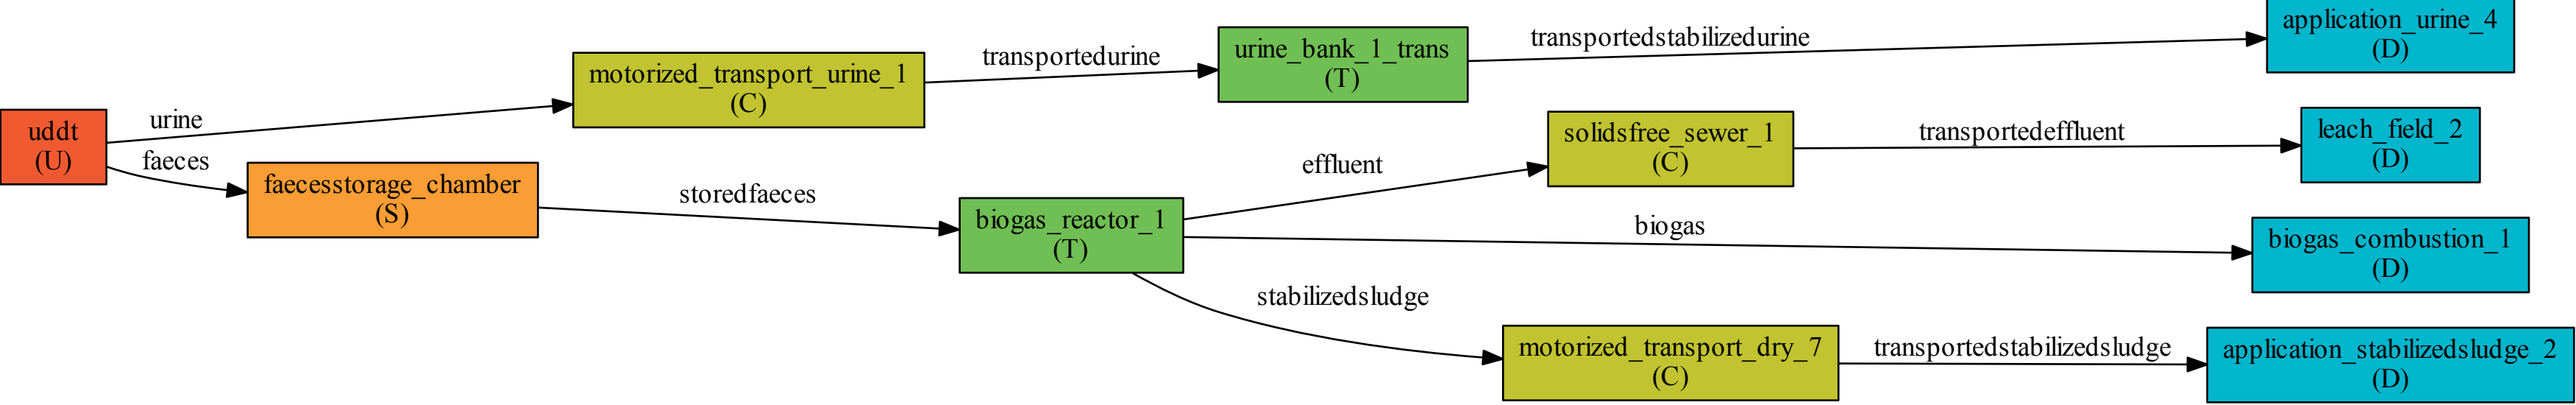 uddt
(U)
urine
faeces
faecesstorage_chamber
(S)
motorized_transport_urine_1
(C)
storedfaeces
transportedurine
biogas_reactor_1
(T)
urine_bank_1_trans
(T)
effluent
biogas
stabilizedsludge
transportedstabilizedurine
solidsfree_sewer_1
(C)
motorized_transport_dry_7
(C)
transportedeffluent
transportedstabilizedsludge
application_urine_4
(D)
leach_field_2
(D)
biogas_combustion_1
(D)
application_stabilizedsludge_2
(D)